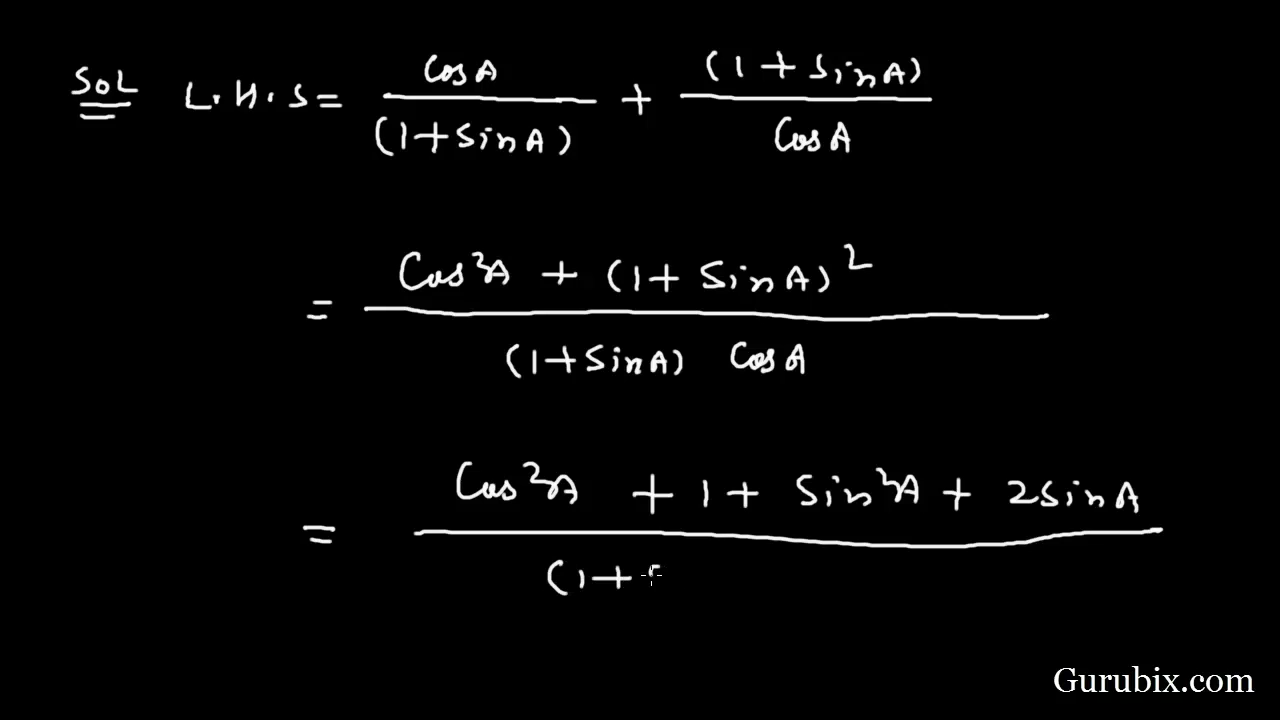 SOL L.H.S = CosA/(1+SinA) + (1+SinA)/CosA
= Cos²A + (1+SinA)²/(1+SinA) CosA
= Cos²A + 1 + Sin²A + 2SinA/(1+
Gurubix.com